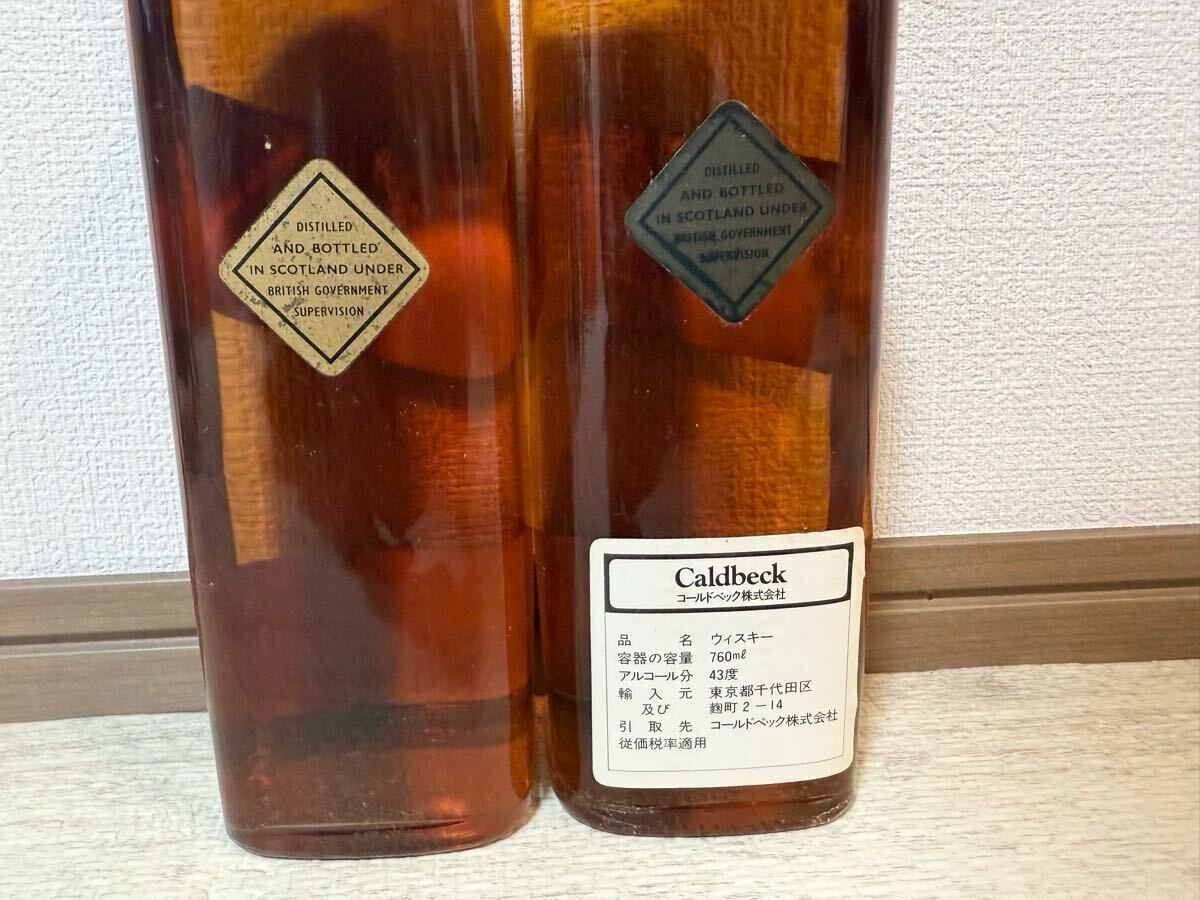 DISTILLED
AND BOTTLED
IN SCOTLAND UNDER
BRITISH GOVERNMENT
SUPERVISION
DISTILLED
AND BOTTLED
IN SCOTLAND UNDER
BRITISH GOVERNMENT
SUPERVISION
Caldbeck
コールドベック株式会社
品 名 ウィスキー
容器の容量 760mℓ
アルコール分 43度
輸入元 東京都千代田区
及び 麹町2-14
引取先 コールドベック株式会社
従価税率適用